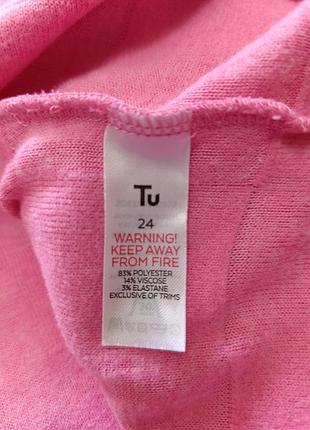 Tu
24
WARNING!
KEEP AWAY
FROM FIRE
83% POLYESTER
14% VISCOSE
3% ELASTANE
EXCLUSIVE OF TRIMS